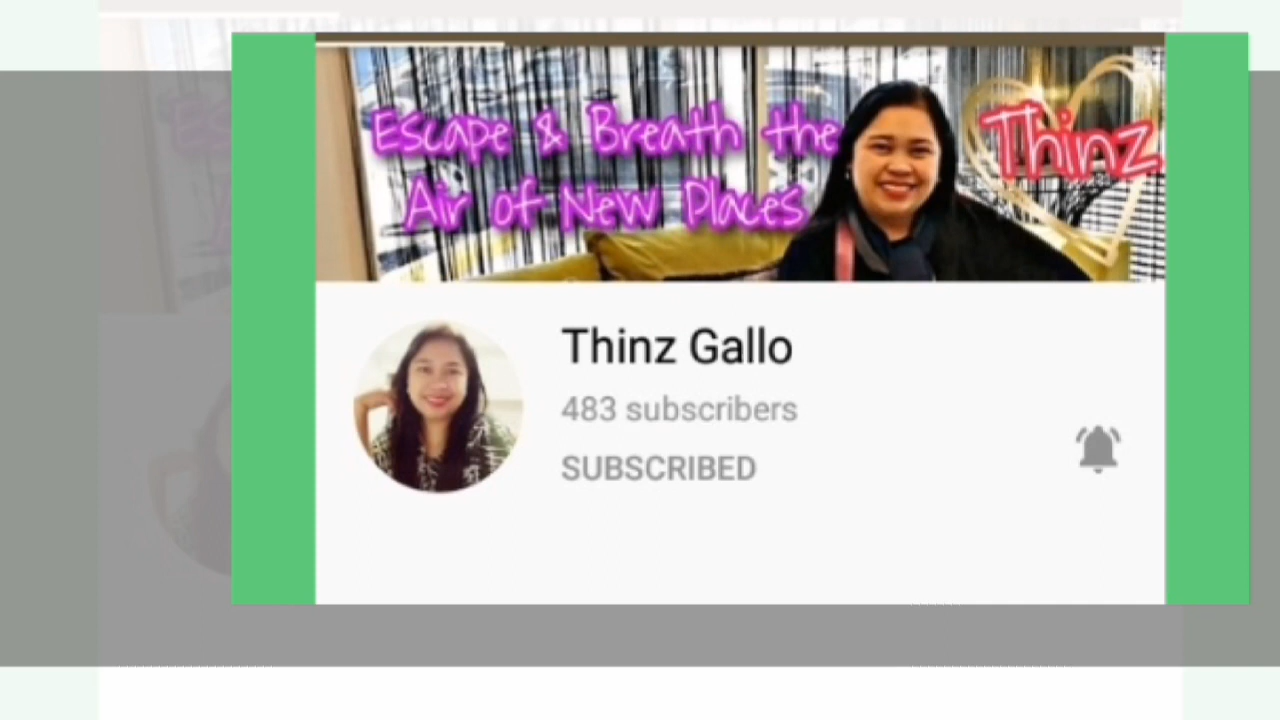 Escape & Breath the
Air of New Places
Thinz
Thinz Gallo
483 subscribers
SUBSCRIBED